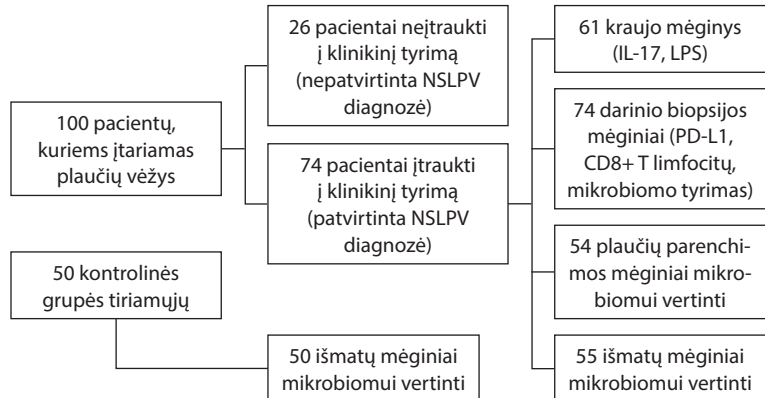 100 pacientų,
kuriems įtariamas
plaučių vėžys
26 pacientai neįtraukti
į klinikinį tyrimą
(nepatvirtinta NSLPV
diagnozė)
74 pacientai įtraukti
į klinikinį tyrimą
(patvirtinta NSLPV
diagnozė)
61 kraujo mėginys
(IL-17, LPS)
74 darinio biopsijos
mėginiai (PD-L1,
CD8+ T limfocitų,
mikrobiomo tyrimas)
54 plaučių parenchi-
mos mėginiai mikro-
biomui vertinti
55 išmatų mėginiai
mikrobiomui vertinti
50 kontrolinės
grupės tiriamųjų
50 išmatų mėginiai
mikrobiomui vertinti